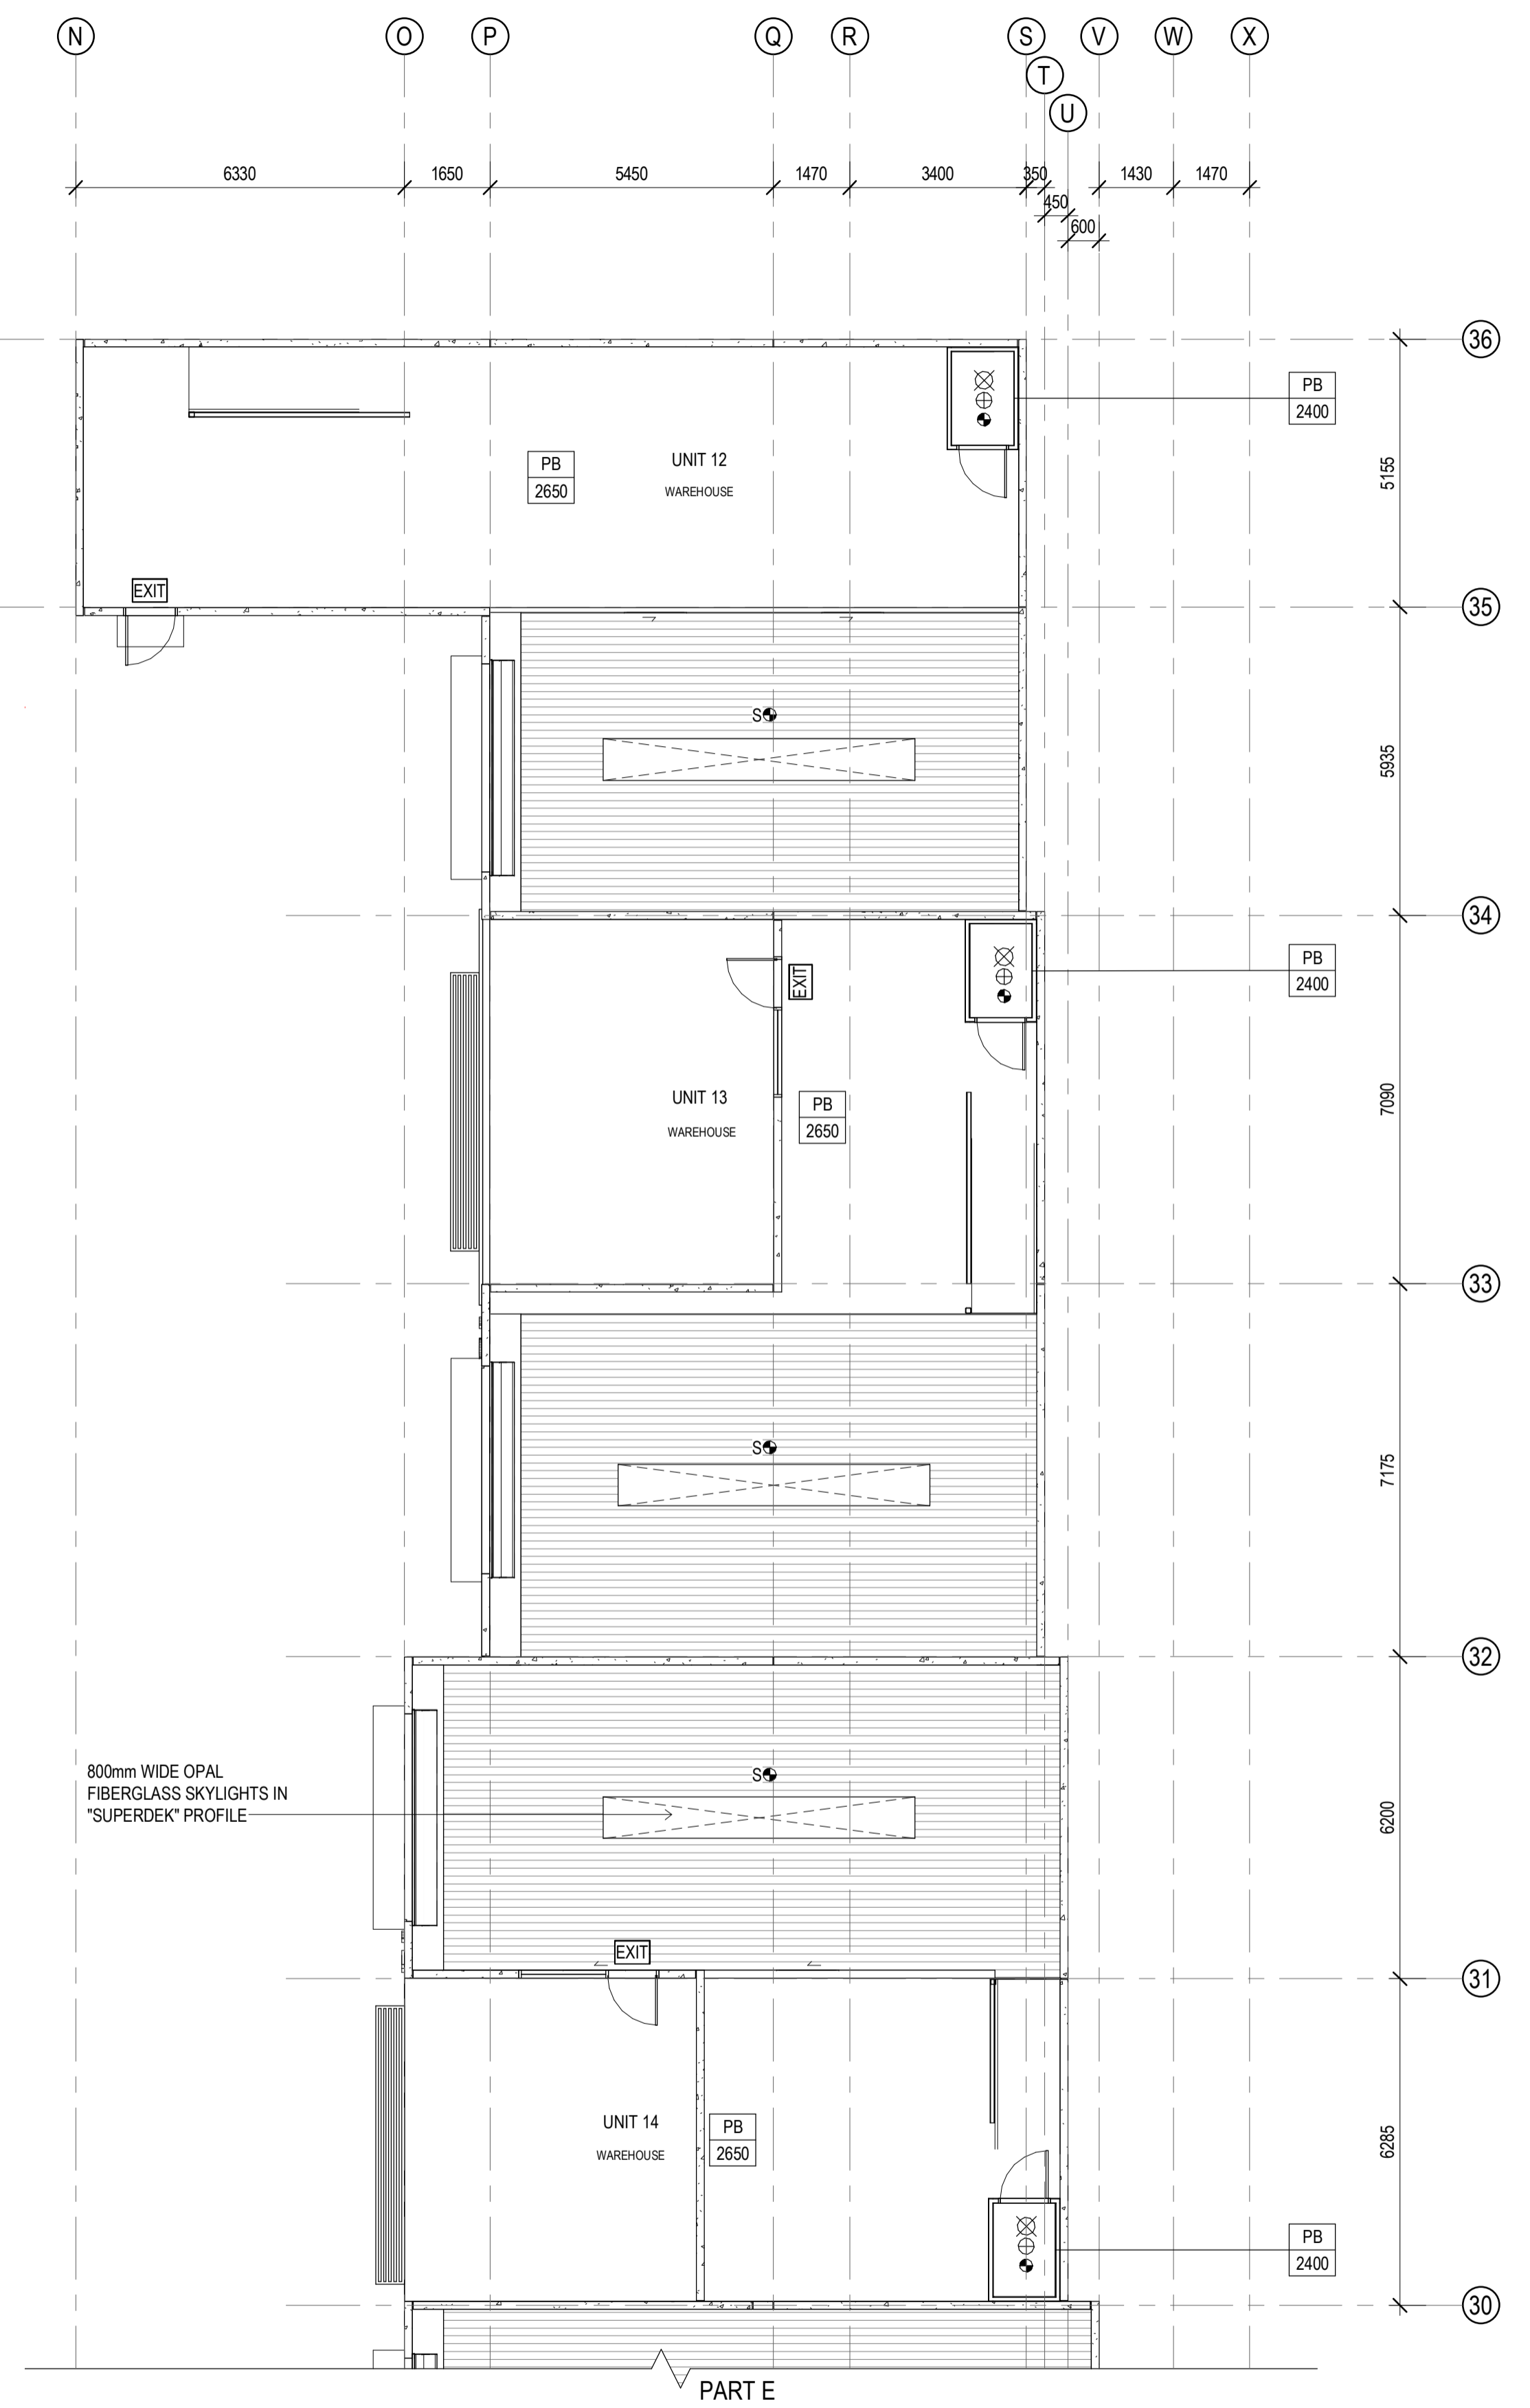 N O P Q R S V W X
T
U
6330 1650 5450 1470 3400 350 1430 1470
450
600
36
PB
2400
UNIT 12
PB
2650
WAREHOUSE
5155
EXIT
35
S
5935
34
PB
2400
EXIT
UNIT 13
PB
2650
WAREHOUSE
7090
33
S
7175
32
800mm WIDE OPAL
FIBERGLASS SKYLIGHTS IN
"SUPERDEK" PROFILE
S
6200
EXIT
31
UNIT 14
PB
2650
WAREHOUSE
6285
PB
2400
30
PART E